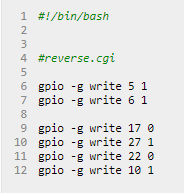 1 #!/bin/bash
2
3
4 #reverse.cgi
5
6 gpio -g write 5 1
7 gpio -g write 6 1
8
9 gpio -g write 17 0
10 gpio -g write 27 1
11 gpio -g write 22 0
12 gpio -g write 10 1